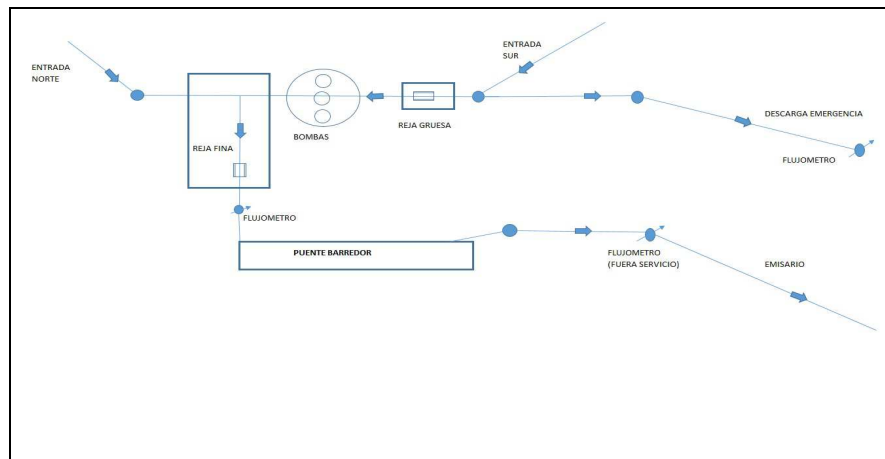 ENTRADA
NORTE
ENTRADA
SUR
REJA FINA
BOMBAS
REJA GRUESA
DESCARGA EMERGENCIA
FLUJOMETRO
FLUJOMETRO
PUENTE BARREDOR
FLUJOMETRO
(FUERA SERVICIO)
EMISARIO